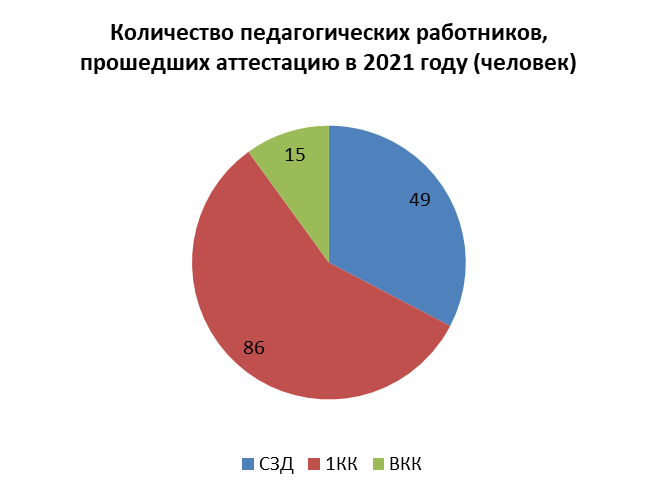 Количество педагогических работников,
прошедших аттестацию в 2021 году (человек)
15
49
86
СЗД 1КК ВКК